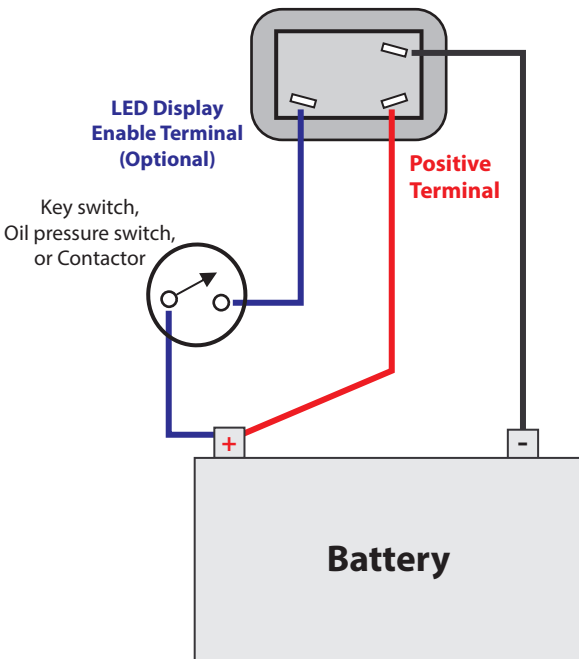 LED Display
Enable Terminal
(Optional)
Positive
Terminal
Key switch,
Oil pressure switch,
or Contactor
+
-
Battery